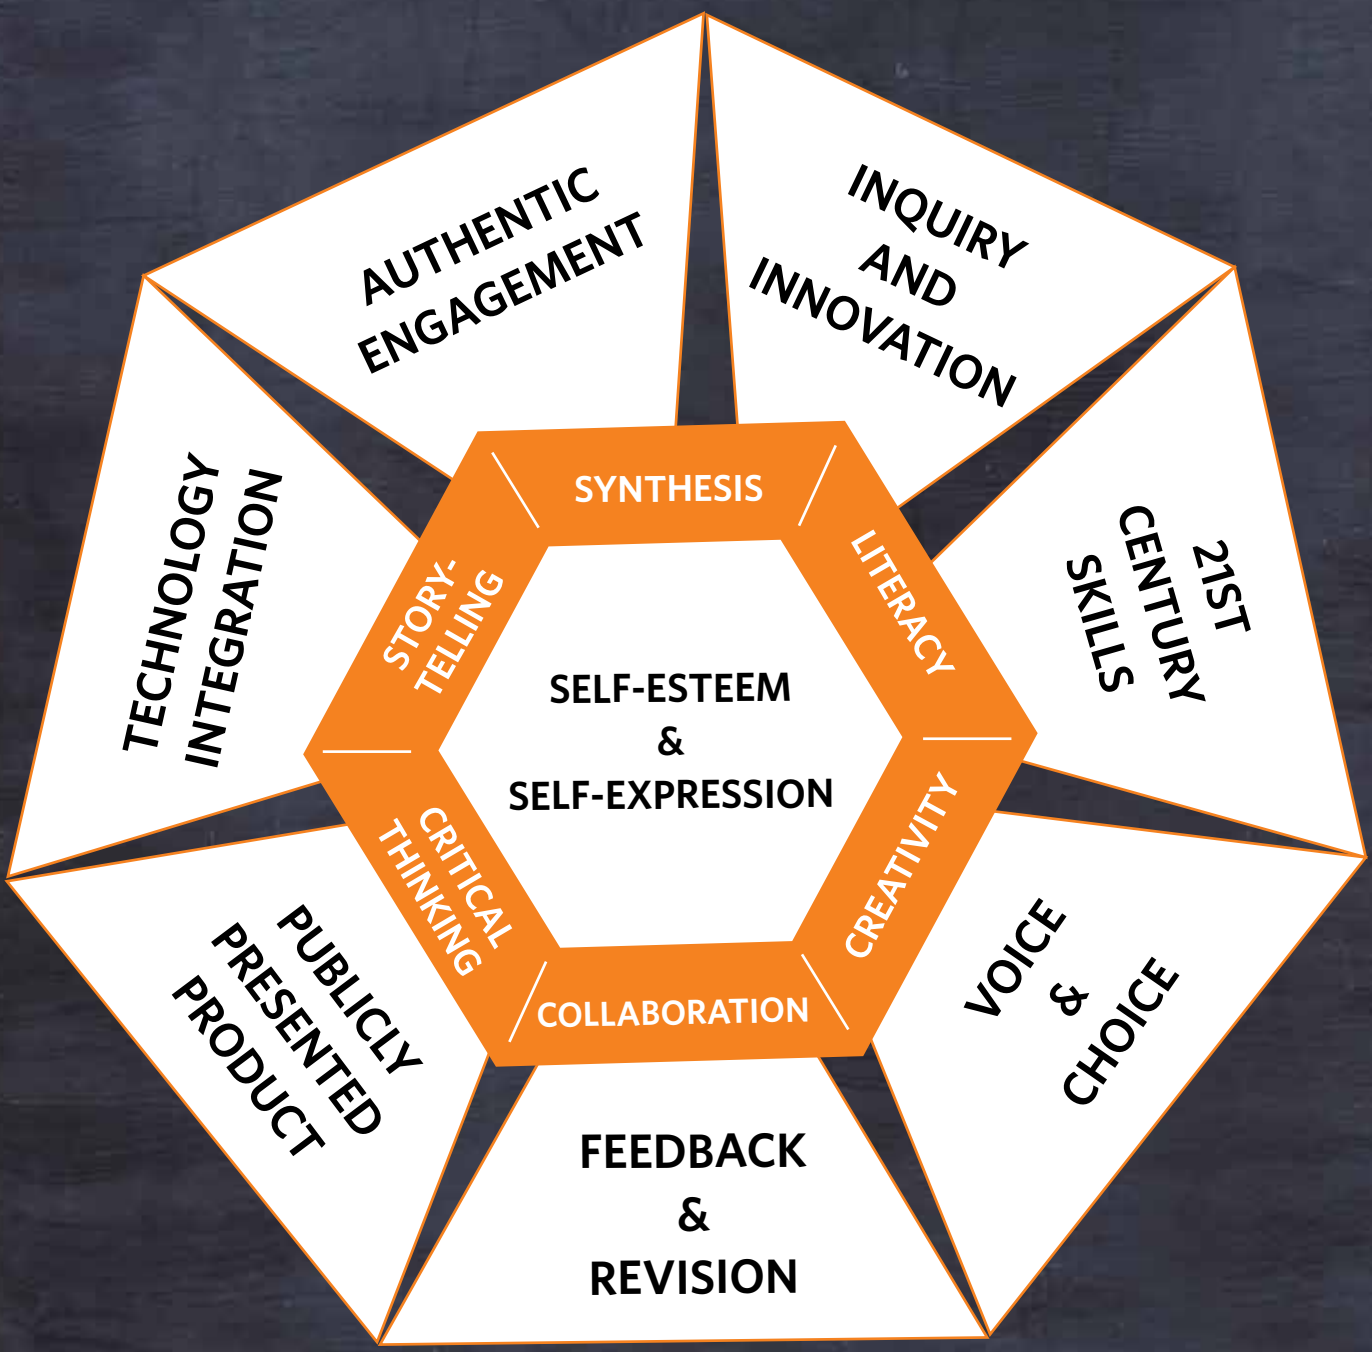 AUTHENTIC
ENGAGEMENT
INQUIRY
AND
INNOVATION
21ST
CENTURY
SKILLS
VOICE
&
CHOICE
FEEDBACK
&
REVISION
PUBLICLY
PRESENTED
PRODUCT
TECHNOLOGY
INTEGRATION
SYNTHESIS
LITERACY
CREATIVITY
COLLABORATION
CRITICAL
THINKING
STORY-
TELLING
SELF-ESTEEM
&
SELF-EXPRESSION